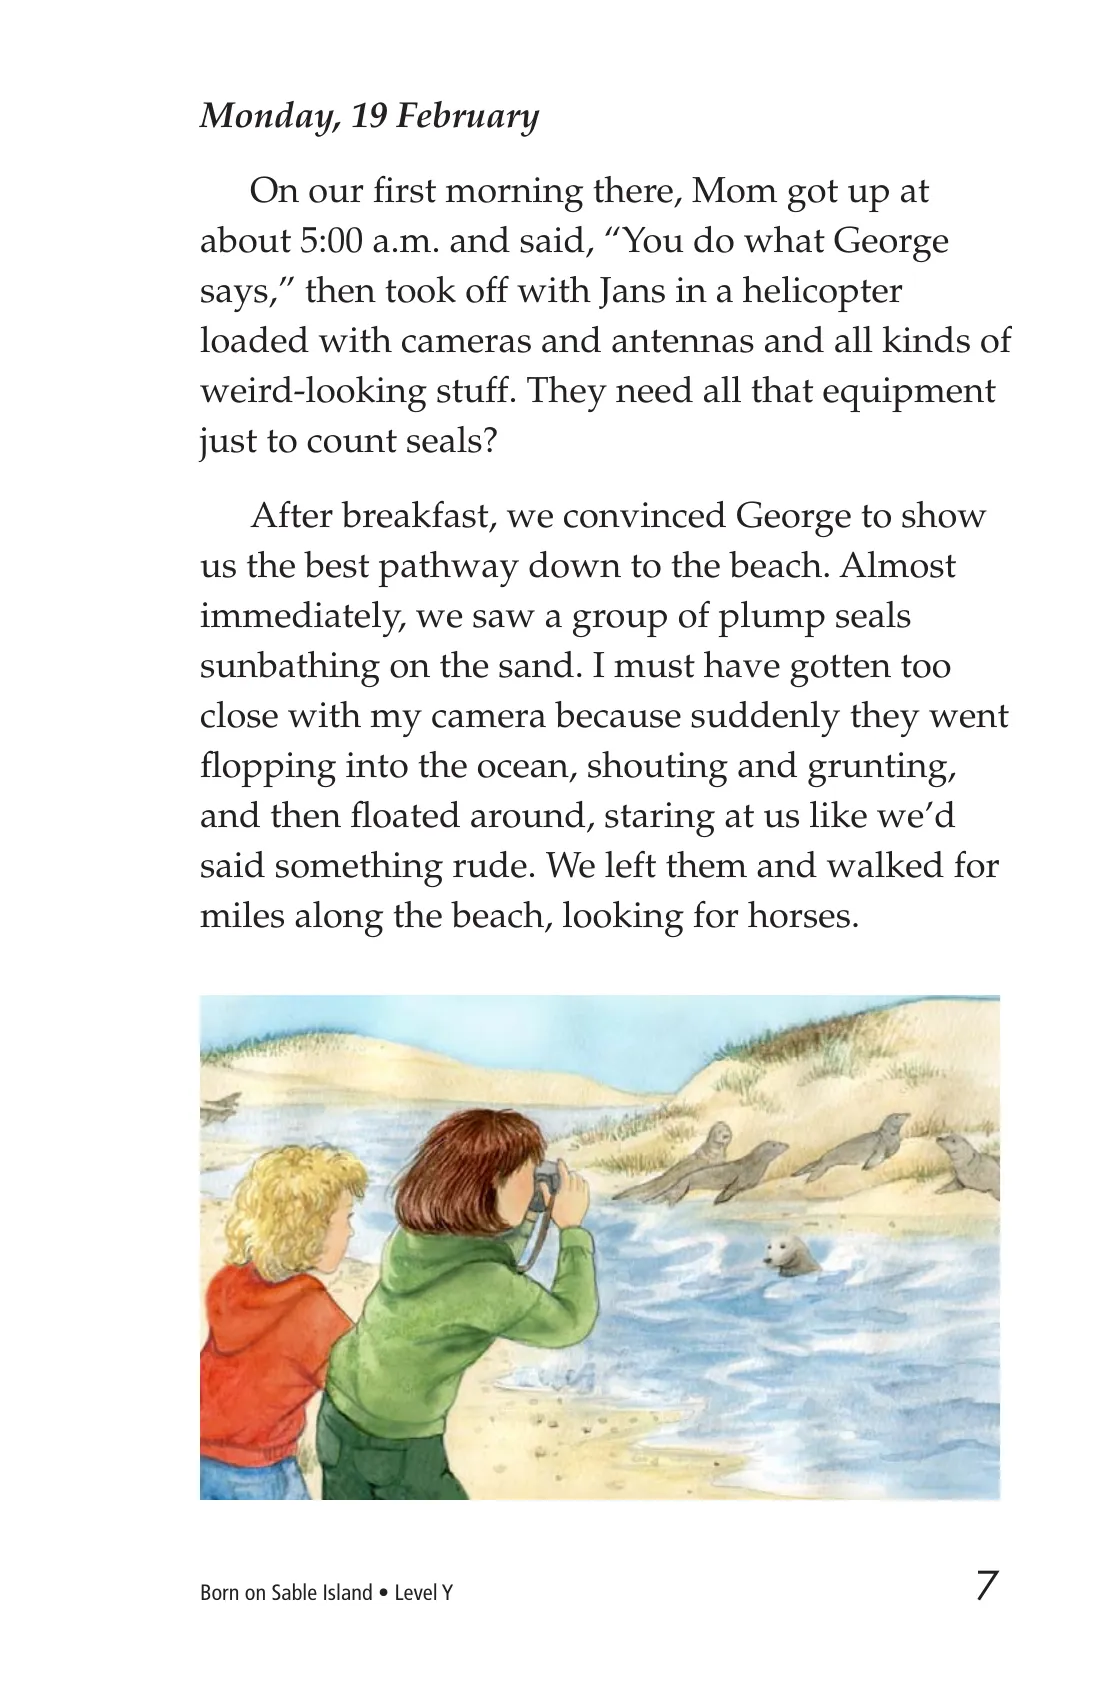 Monday, 19 February
On our first morning there, Mom got up at
about 5:00 a.m. and said, “You do what George
says,” then took off with Jans in a helicopter
loaded with cameras and antennas and all kinds of
weird-looking stuff. They need all that equipment
just to count seals?
After breakfast, we convinced George to show
us the best pathway down to the beach. Almost
immediately, we saw a group of plump seals
sunbathing on the sand. I must have gotten too
close with my camera because suddenly they went
flopping into the ocean, shouting and grunting,
and then floated around, staring at us like we’d
said something rude. We left them and walked for
miles along the beach, looking for horses.
Born on Sable Island • Level Y
7